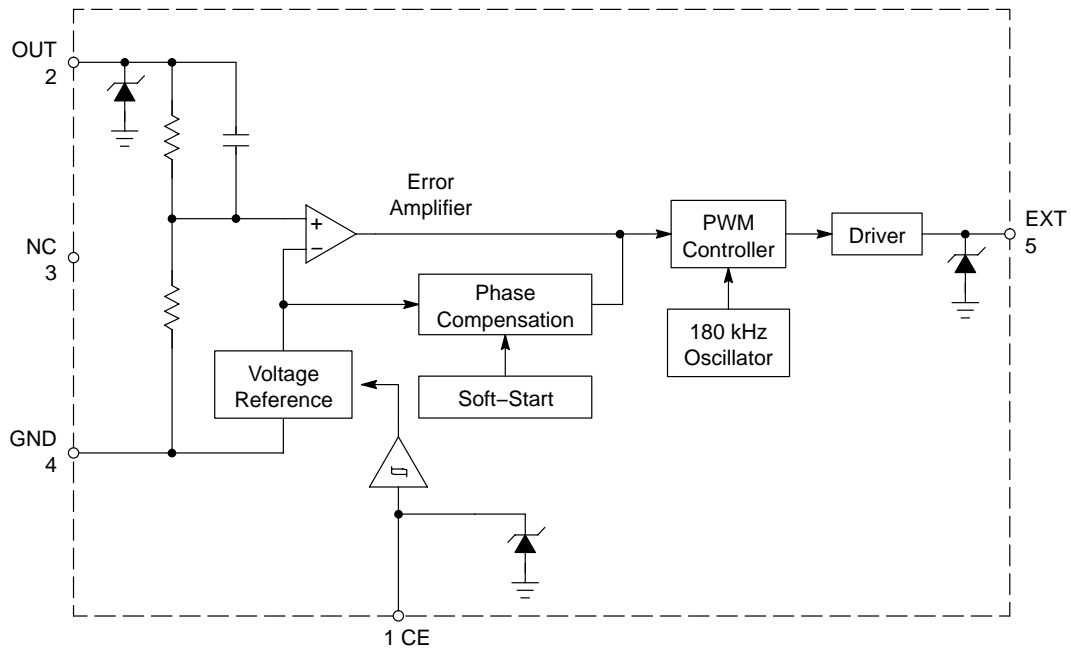 OUT
2
Error
Amplifier
+
−
NC
3
PWM
Controller
Driver
EXT
5
Phase
Compensation
180 kHz
Oscillator
Voltage
Reference
Soft−Start
GND
4
1 CE